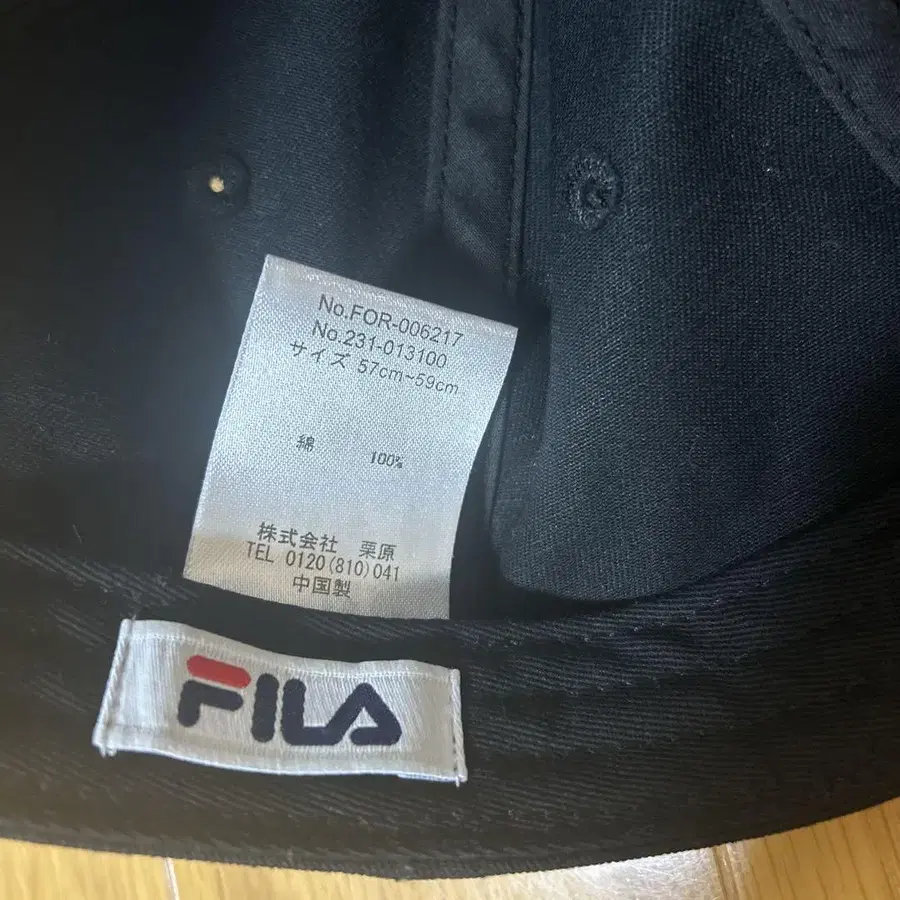 No.FOR-006217
No.231-013100
サイズ 57cm~59cm
綿 100%
株式会社 栗原
TEL 0120(810)041
中国製
FILA